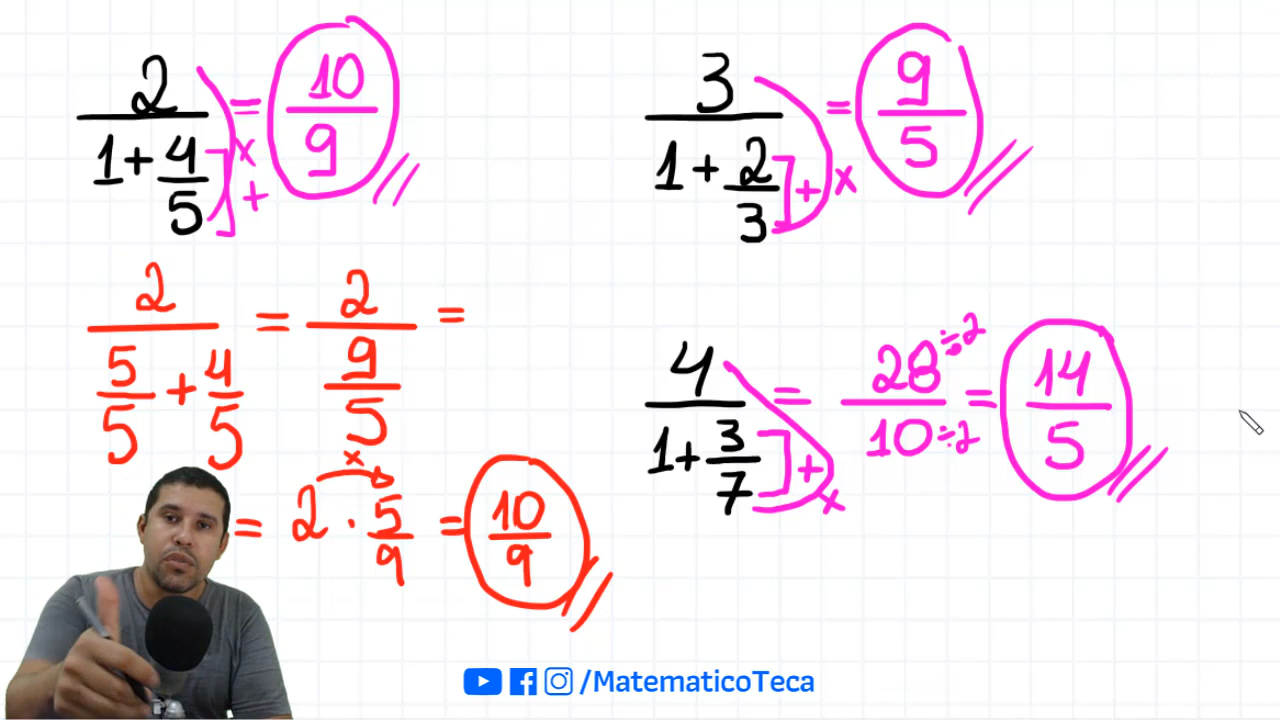 2 / (1 + 4/5) = 10/9
× +
3 / (1 + 2/3) = 9/5
+ ×
2 / (5/5 + 4/5) = 2 / (9/5) =
×
= 2 · 5/9 = 10/9
4 / (1 + 3/7) = 28÷2 / 10÷2 = 14/5
+ ×
/MatematicoTeca